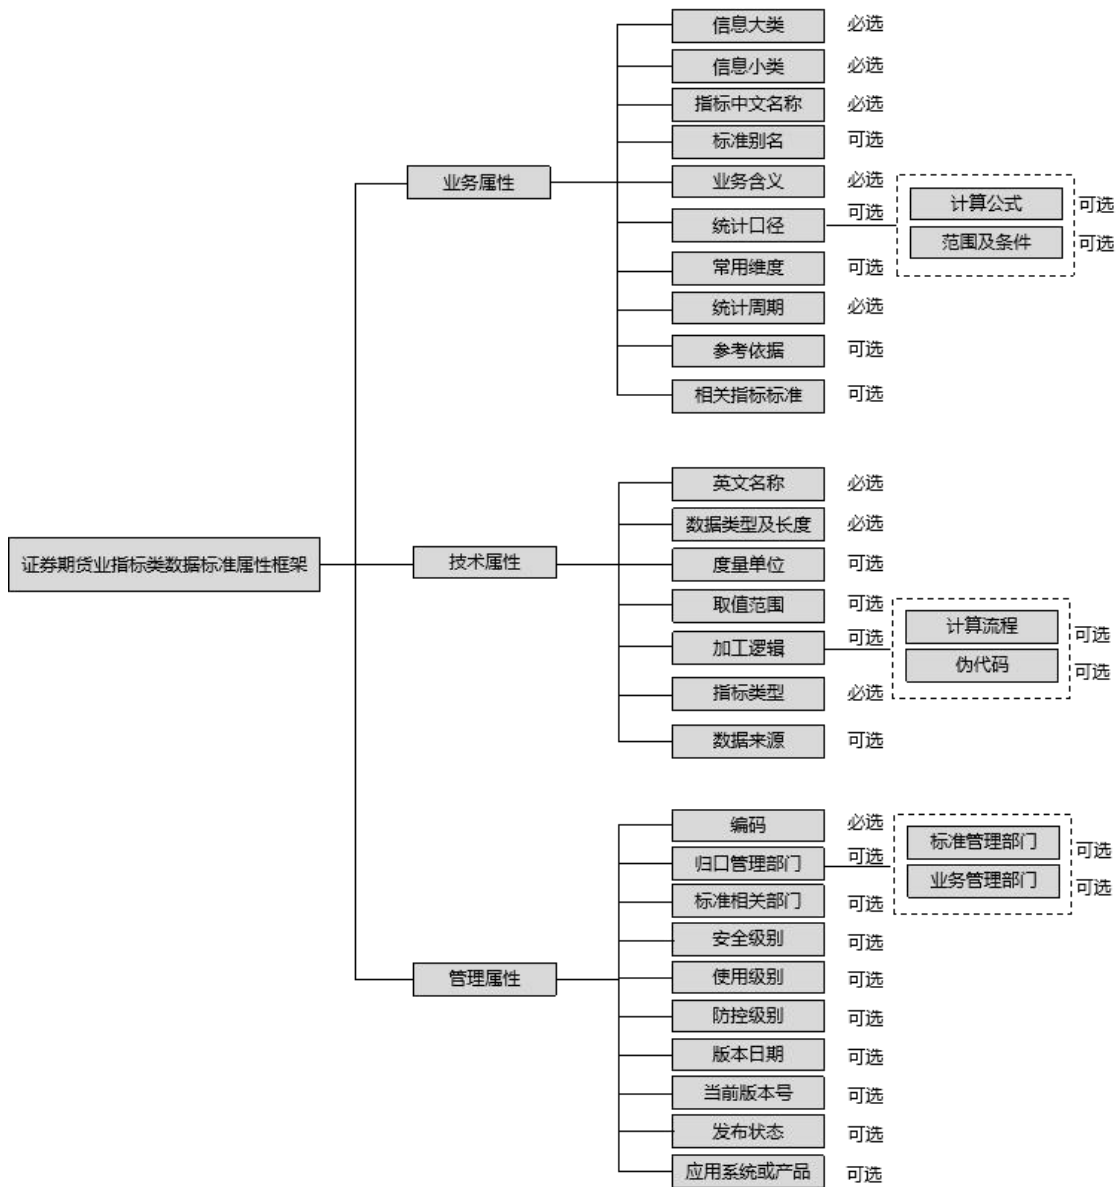 证券期货业指标类数据标准属性框架
业务属性
信息大类 必选
信息小类 必选
指标中文名称 必选
标准别名 可选
业务含义 必选
统计口径 可选
计算公式 可选
范围及条件 可选
常用维度 可选
统计周期 必选
参考依据 可选
相关指标标准 可选
技术属性
英文名称 必选
数据类型及长度 必选
度量单位 可选
取值范围 可选
加工逻辑 可选
计算流程 可选
伪代码 可选
指标类型 必选
数据来源 可选
管理属性
编码 必选
归口管理部门 可选
标准管理部门 可选
业务管理部门 可选
标准相关部门 可选
安全级别 可选
使用级别 可选
防控级别 可选
版本日期 可选
当前版本号 可选
发布状态 可选
应用系统或产品 可选